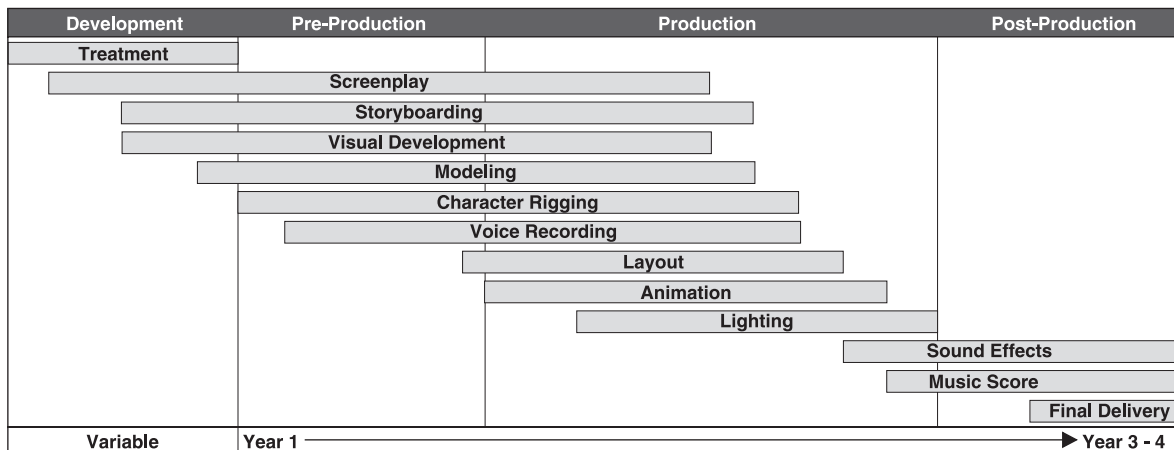 Development Pre-Production Production Post-Production
Treatment
Screenplay
Storyboarding
Visual Development
Modeling
Character Rigging
Voice Recording
Layout
Animation
Lighting
Sound Effects
Music Score
Final Delivery
Variable Year 1 Year 3 - 4